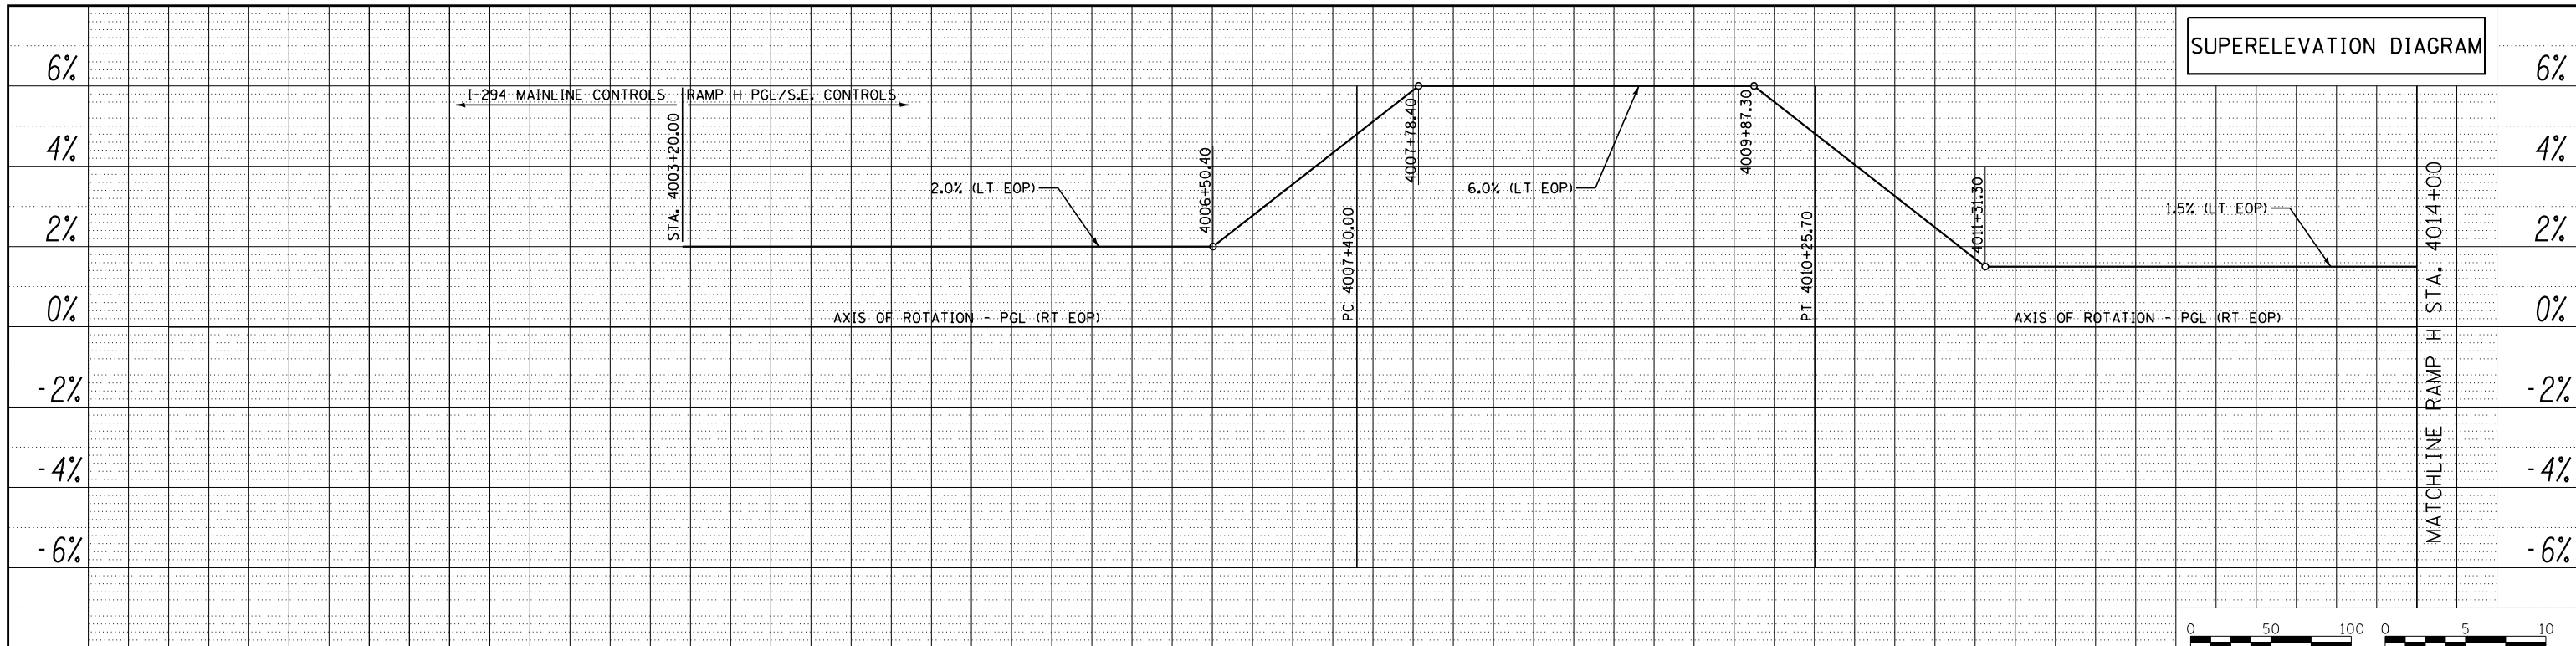 SUPERELEVATION DIAGRAM
6%
6%
I-294 MAINLINE CONTROLS
RAMP H PGL/S.E. CONTROLS
STA. 4003+20.00
4%
4%
2.0% (LT EOP)
4006+50.40
PC 4007+40.00
4007+78.40
6.0% (LT EOP)
4009+87.30
PT 4010+25.70
4011+31.30
1.5% (LT EOP)
2%
2%
0%
AXIS OF ROTATION - PGL (RT EOP)
AXIS OF ROTATION - PGL (RT EOP)
0%
MATCHLINE RAMP H STA. 4014+00
-2%
-2%
-4%
-4%
-6%
-6%
0 50 100
0 5 10